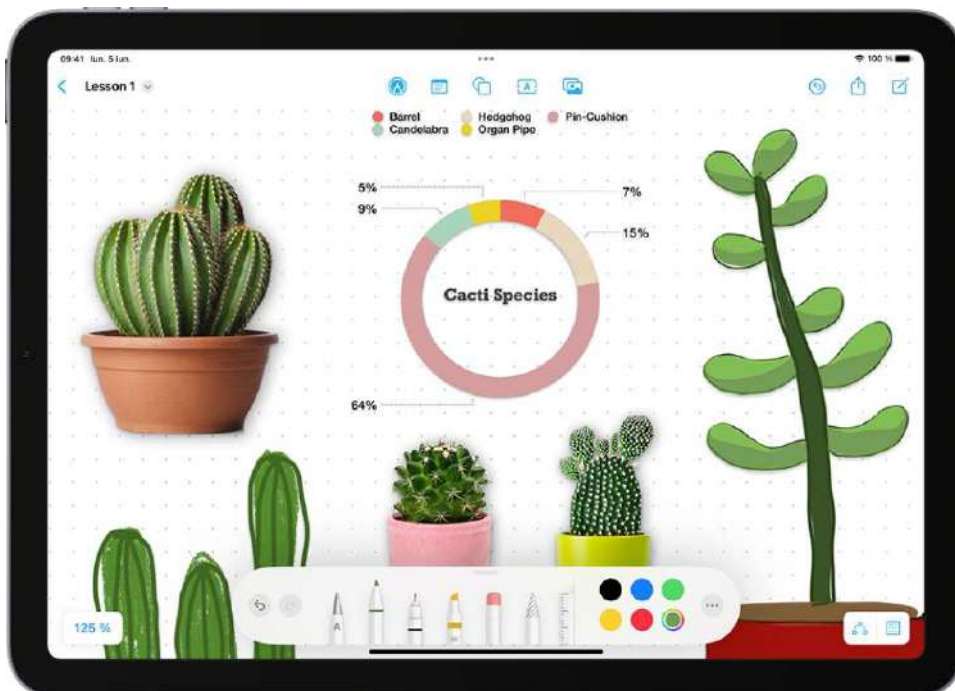 09:41 lun. 5 iun.
100 %
Lesson 1
A
Barrel
Hedgehog
Pin-Cushion
Candelabra
Organ Pipe
5%
7%
9%
15%
Cacti Species
64%
A
125 %